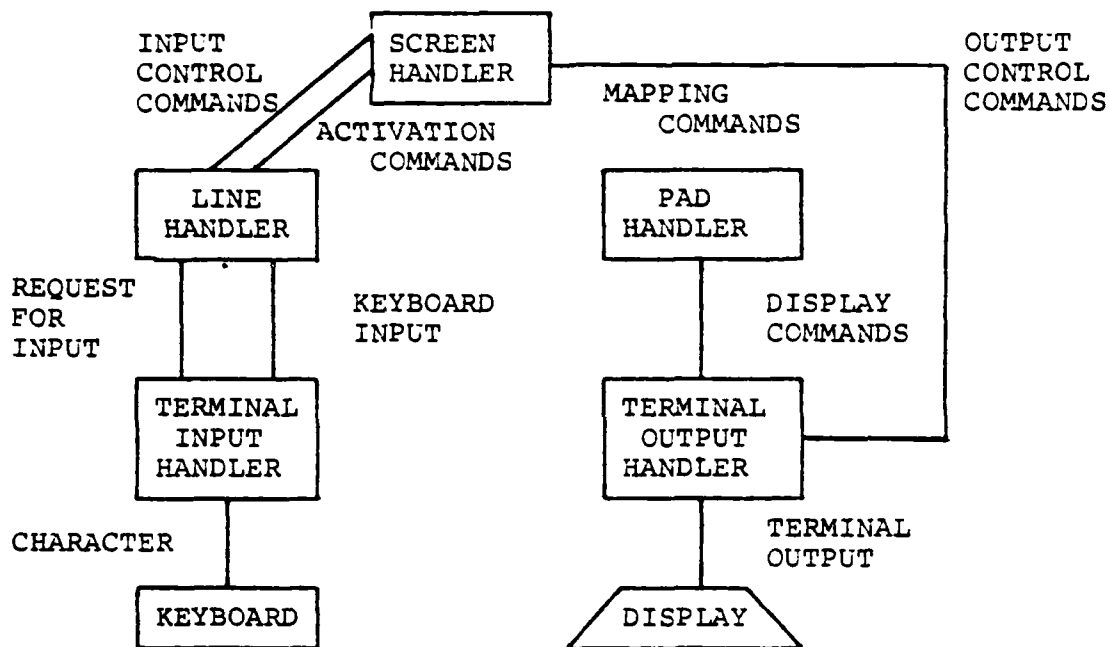 INPUT
CONTROL
COMMANDS
SCREEN
HANDLER
OUTPUT
CONTROL
COMMANDS
MAPPING
COMMANDS
ACTIVATION
COMMANDS
LINE
HANDLER
PAD
HANDLER
REQUEST
FOR
INPUT
KEYBOARD
INPUT
DISPLAY
COMMANDS
TERMINAL
INPUT
HANDLER
TERMINAL
OUTPUT
HANDLER
CHARACTER
TERMINAL
OUTPUT
KEYBOARD
DISPLAY